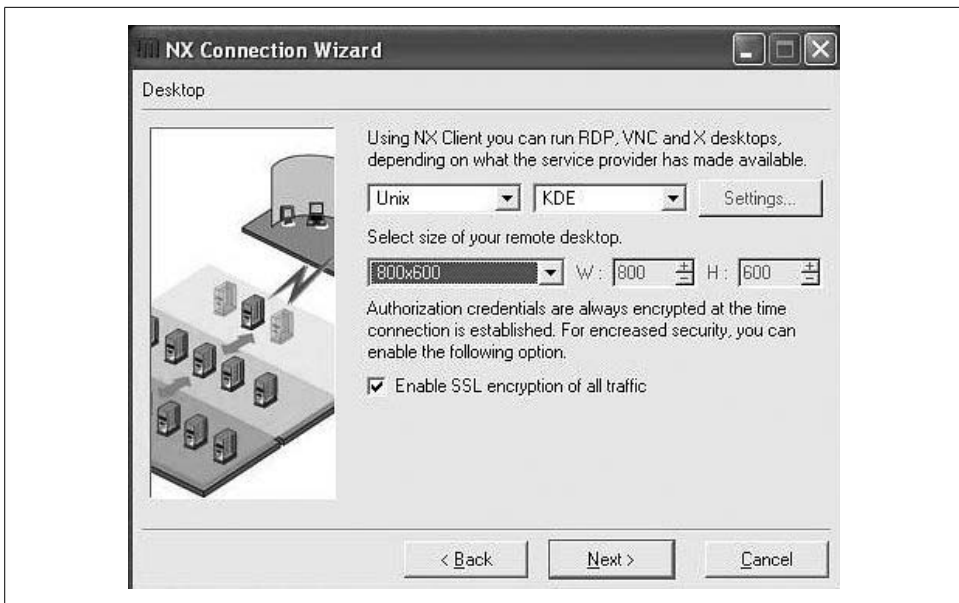 NX Connection Wizard
Desktop
Using NX Client you can run RDP, VNC and X desktops,
depending on what the service provider has made available.
Unix KDE Settings...
Select size of your remote desktop.
800x600 W : 800 H : 600
Authorization credentials are always encrypted at the time
connection is established. For encreased security, you can
enable the following option.
Enable SSL encryption of all traffic
< Back Next > Cancel